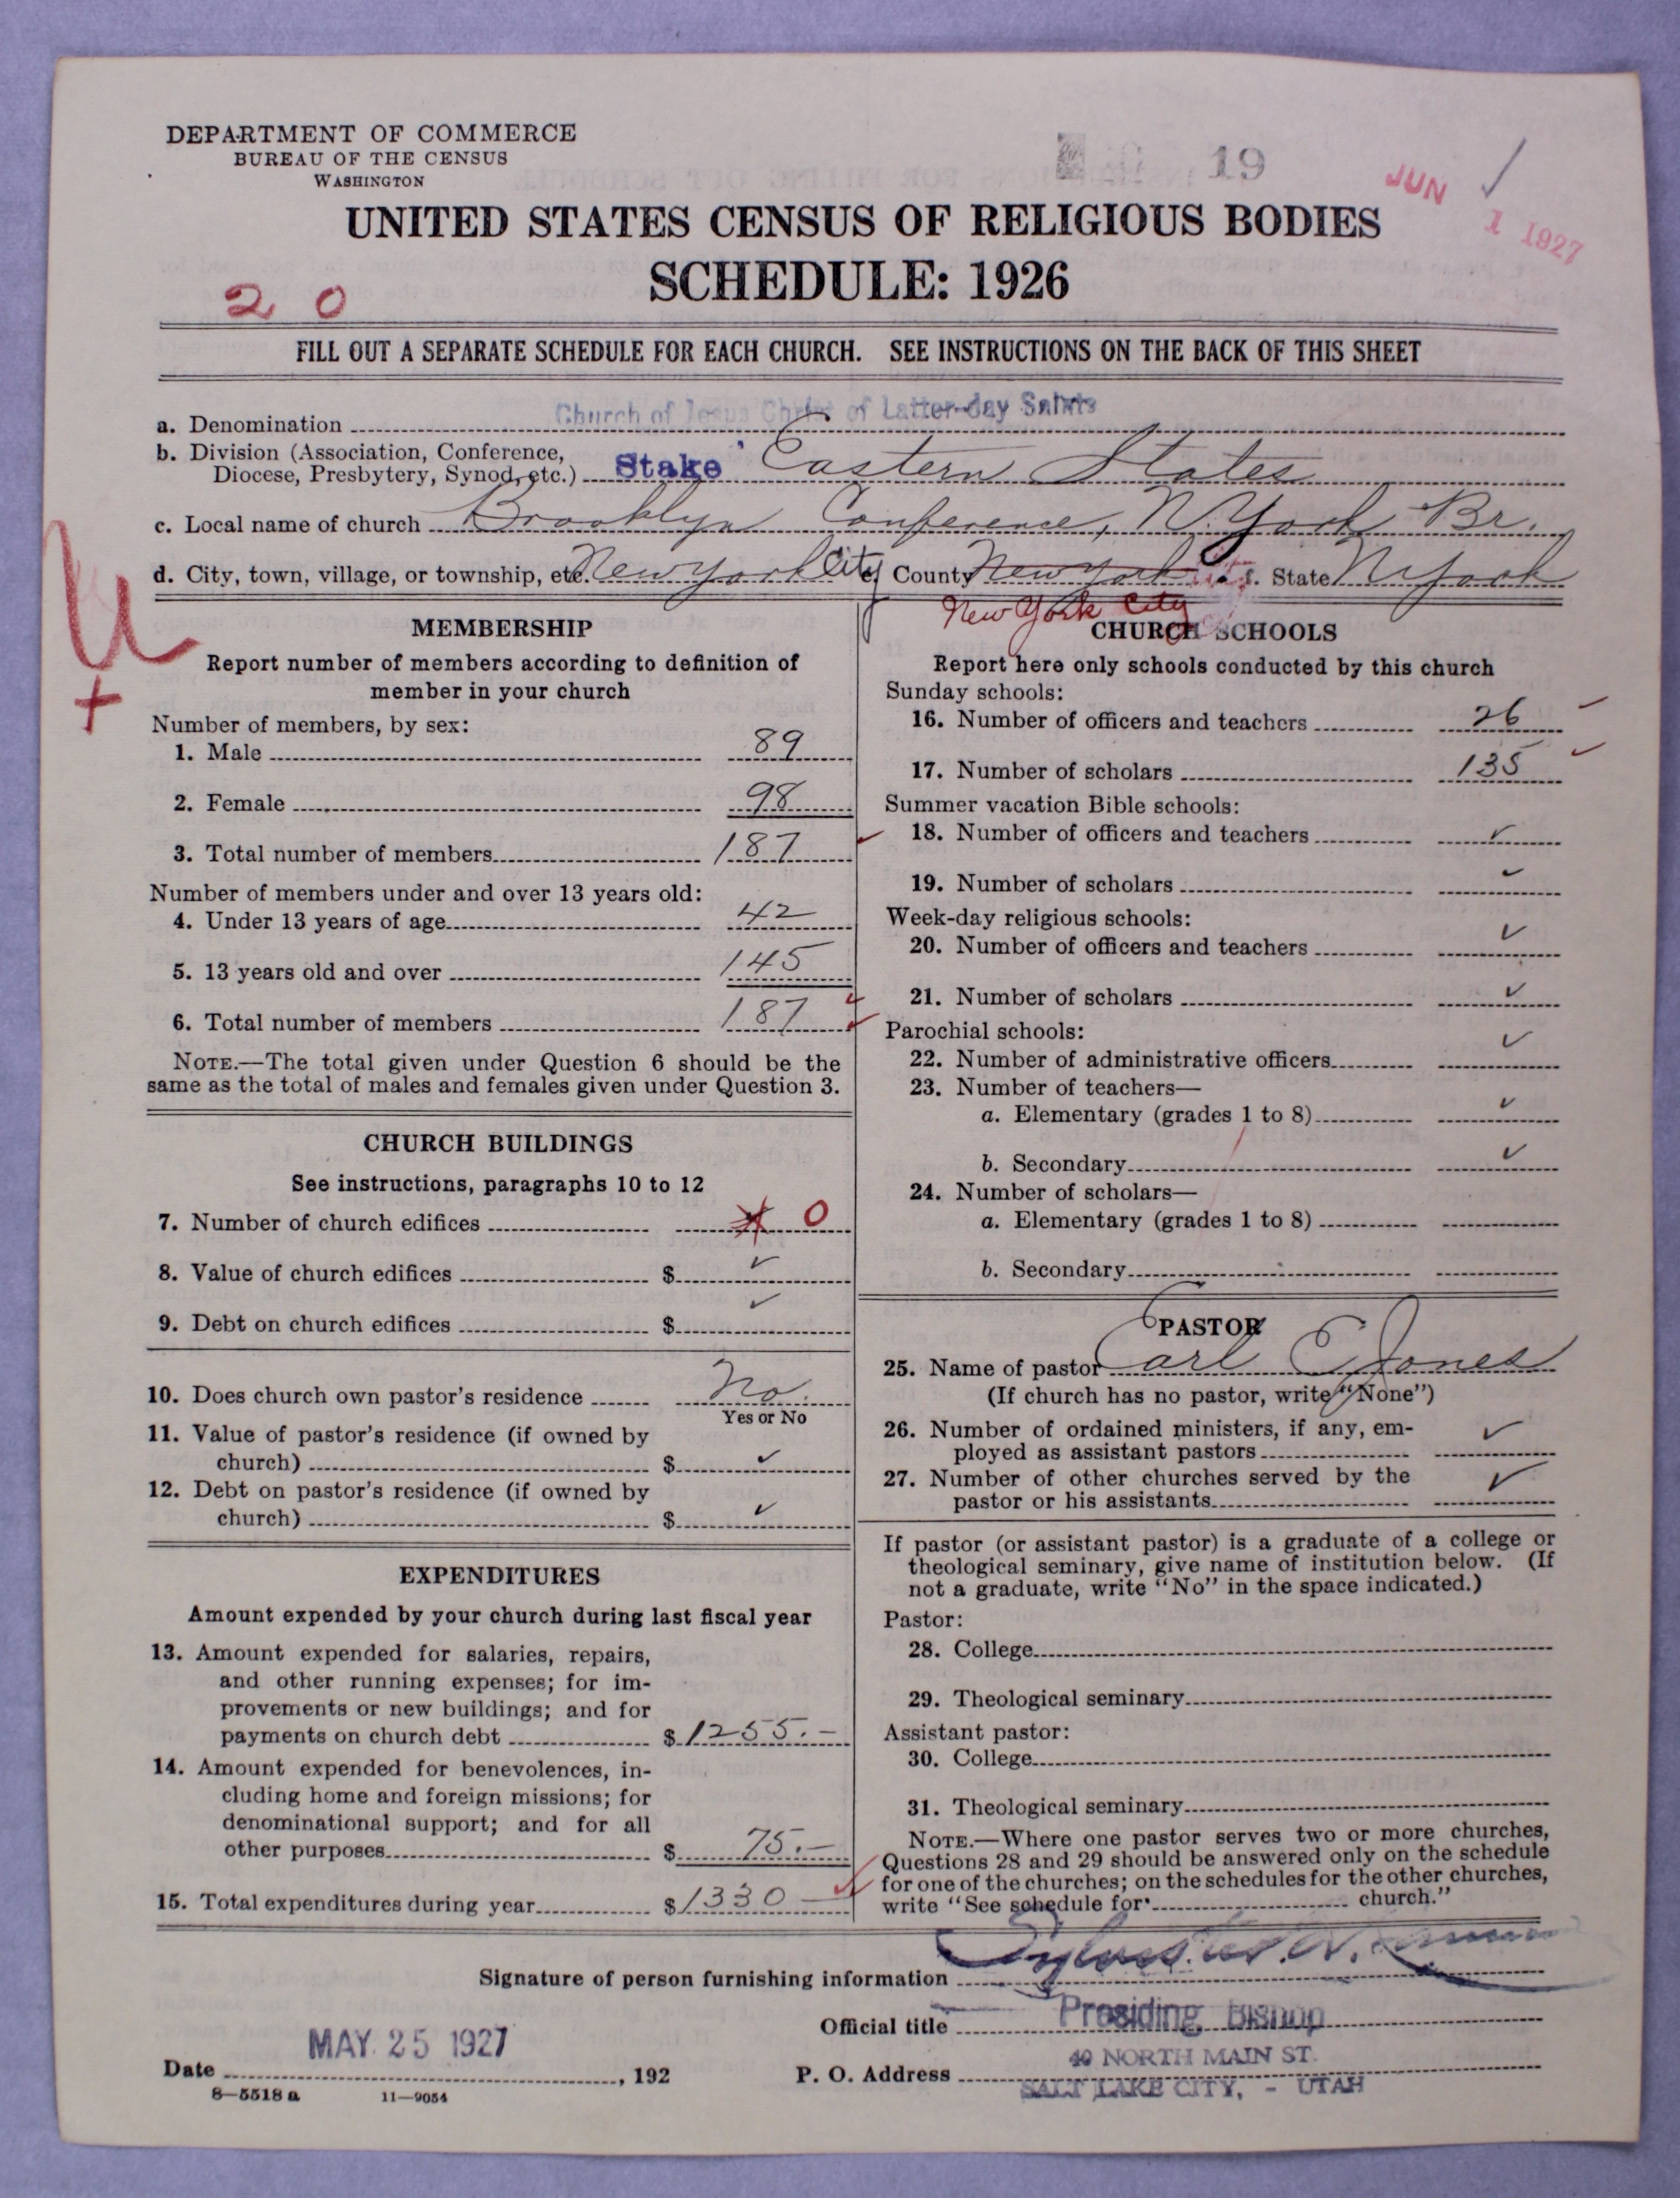 DEPARTMENT OF COMMERCE
BUREAU OF THE CENSUS
WASHINGTON
19
JUN 1 1927
UNITED STATES CENSUS OF RELIGIOUS BODIES
SCHEDULE: 1926
2 0
FILL OUT A SEPARATE SCHEDULE FOR EACH CHURCH. SEE INSTRUCTIONS ON THE BACK OF THIS SHEET
a. Denomination Church of Jesus Christ of Latter-day Saints
b. Division (Association, Conference,
Diocese, Presbytery, Synod, etc.) Stake Eastern States
c. Local name of church Brooklyn Conference, N. York Br.
d. City, town, village, or township, etc. New York City e. County New York f. State N York
New York City
U
+
MEMBERSHIP
Report number of members according to definition of
member in your church
Number of members, by sex:
1. Male 89
2. Female 98
3. Total number of members 187
Number of members under and over 13 years old:
4. Under 13 years of age 42
5. 13 years old and over 145
6. Total number of members 187
NOTE.—The total given under Question 6 should be the
same as the total of males and females given under Question 3.
CHURCH BUILDINGS
See instructions, paragraphs 10 to 12
7. Number of church edifices 0
8. Value of church edifices $ ✓
9. Debt on church edifices $ ✓
10. Does church own pastor's residence No.
Yes or No
11. Value of pastor's residence (if owned by
church) $ ✓
12. Debt on pastor's residence (if owned by
church) $ ✓
EXPENDITURES
Amount expended by your church during last fiscal year
13. Amount expended for salaries, repairs,
and other running expenses; for im-
provements or new buildings; and for
payments on church debt $ 1255.–
14. Amount expended for benevolences, in-
cluding home and foreign missions; for
denominational support; and for all
other purposes $ 75.–
15. Total expenditures during year $ 1330 –
CHURCH SCHOOLS
Report here only schools conducted by this church
Sunday schools:
16. Number of officers and teachers 26
17. Number of scholars 135
Summer vacation Bible schools:
18. Number of officers and teachers ✓
19. Number of scholars ✓
Week-day religious schools:
20. Number of officers and teachers ✓
21. Number of scholars ✓
Parochial schools:
22. Number of administrative officers ✓
23. Number of teachers—
a. Elementary (grades 1 to 8) ✓
b. Secondary ✓
24. Number of scholars—
a. Elementary (grades 1 to 8)
b. Secondary
PASTOR
25. Name of pastor Carl E Jones
(If church has no pastor, write "None")
26. Number of ordained ministers, if any, em-
ployed as assistant pastors ✓
27. Number of other churches served by the
pastor or his assistants ✓
If pastor (or assistant pastor) is a graduate of a college or
theological seminary, give name of institution below. (If
not a graduate, write "No" in the space indicated.)
Pastor:
28. College
29. Theological seminary
Assistant pastor:
30. College
31. Theological seminary
NOTE.—Where one pastor serves two or more churches,
Questions 28 and 29 should be answered only on the schedule
for one of the churches; on the schedules for the other churches,
write "See schedule for church."
Signature of person furnishing information
Official title Presiding Bishop
Date MAY 25 1927, 192
P. O. Address 40 NORTH MAIN ST.
SALT LAKE CITY, - UTAH
8—5518 a 11—9054